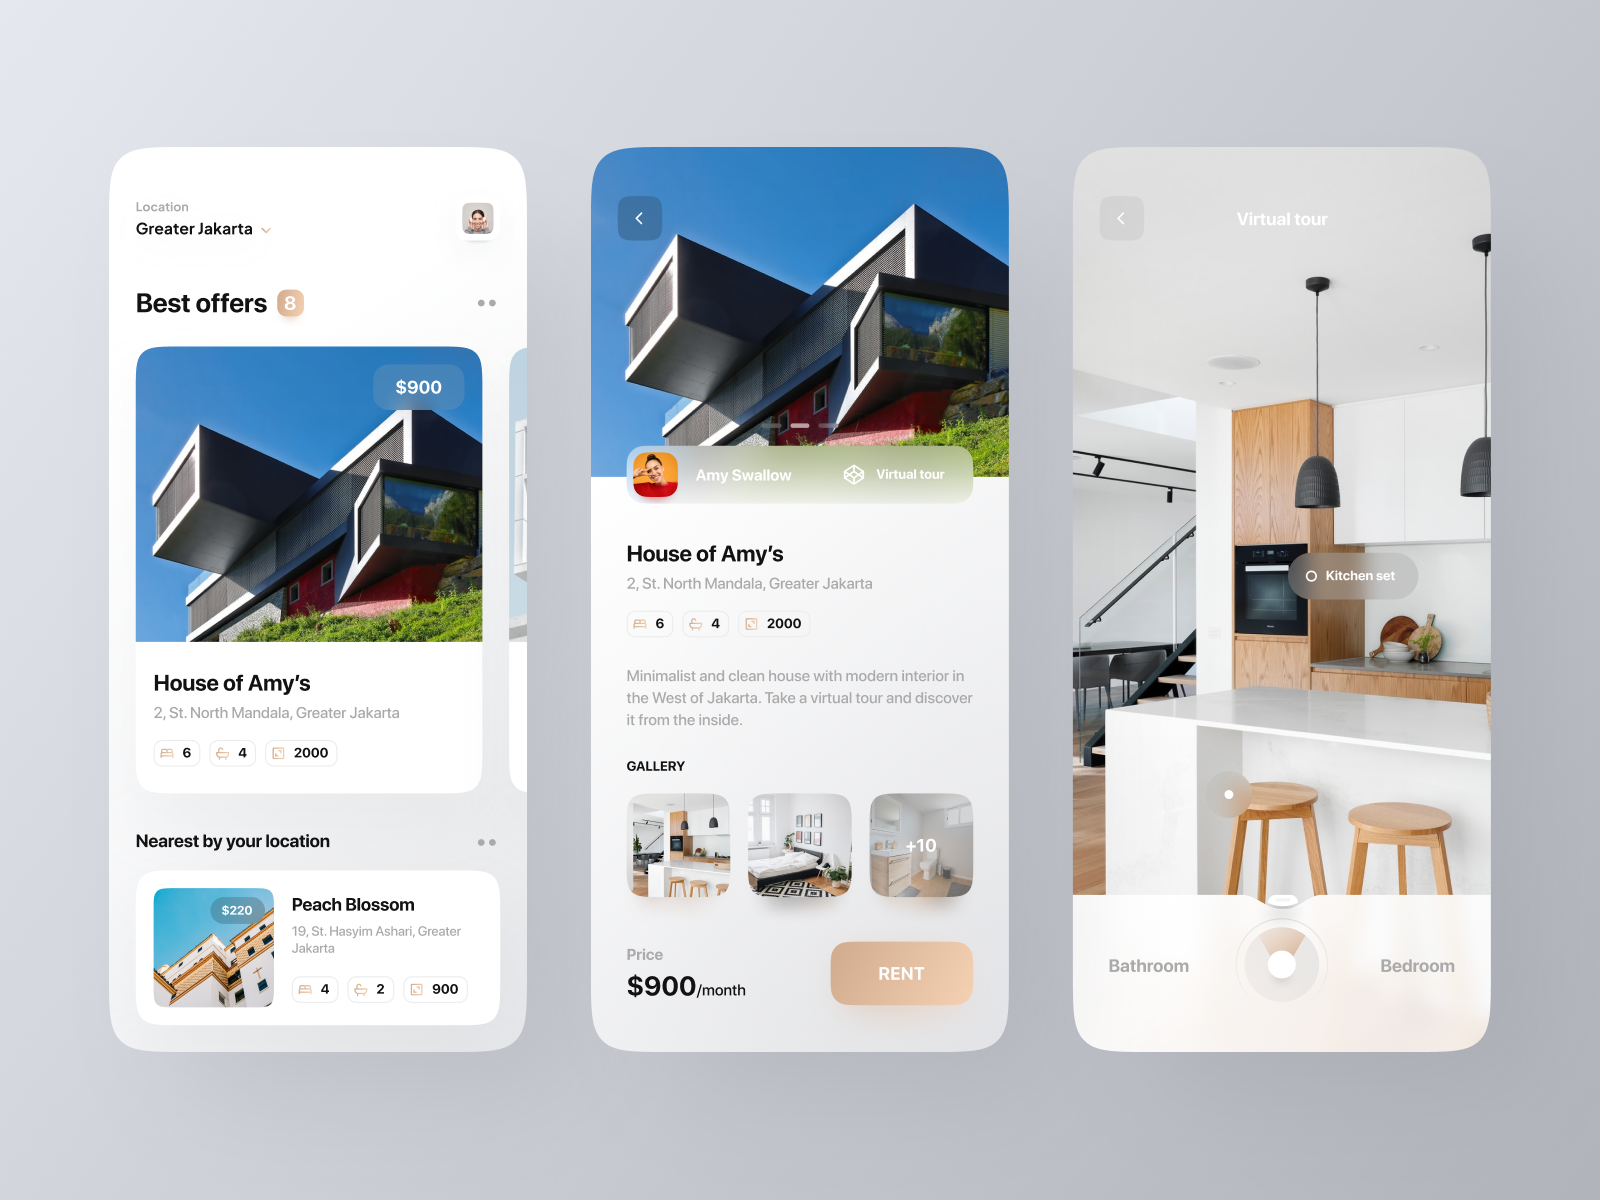 Location
Greater Jakarta
Best offers 8
$900
House of Amy's
2, St. North Mandala, Greater Jakarta
6 4 2000
Nearest by your location
$220
Peach Blossom
19, St. Hasyim Ashari, Greater
Jakarta
4 2 900
Amy Swallow Virtual tour
House of Amy's
2, St. North Mandala, Greater Jakarta
6 4 2000
Minimalist and clean house with modern interior in
the West of Jakarta. Take a virtual tour and discover
it from the inside.
GALLERY
+10
Price
$900/month
RENT
Virtual tour
Kitchen set
Bathroom Bedroom